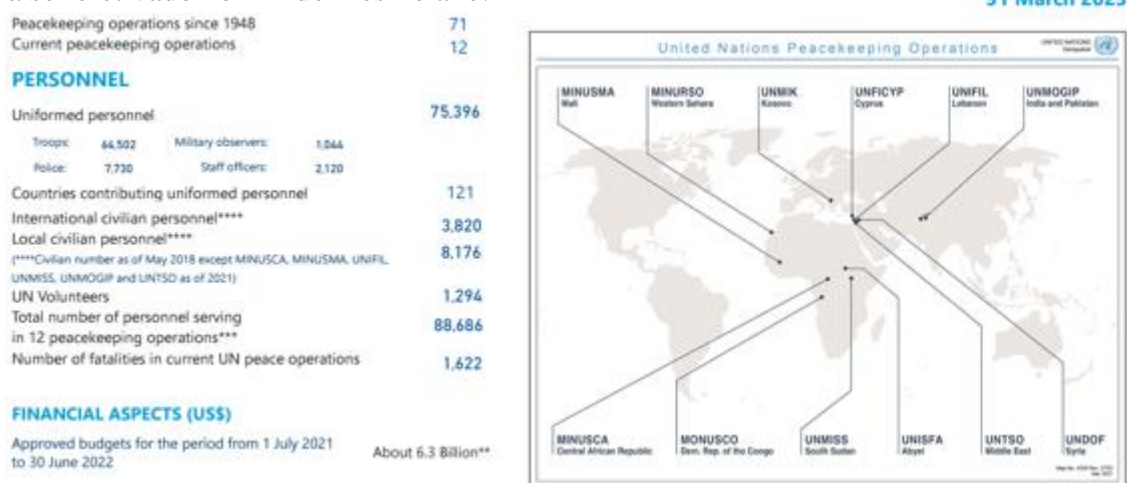 31 March 2023
Peacekeeping operations since 1948 71
Current peacekeeping operations 12
PERSONNEL
Uniformed personnel 75,396
Troops: 64,502 Military observers: 1,044
Police: 7,730 Staff officers: 2,120
Countries contributing uniformed personnel 121
International civilian personnel**** 3,820
Local civilian personnel**** 8,176
(****Civilian number as of May 2018 except MINUSCA, MINUSMA, UNIFIL,
UNMISS, UNMOGIP and UNTSO as of 2021)
UN Volunteers 1,294
Total number of personnel serving
in 12 peacekeeping operations*** 88,686
Number of fatalities in current UN peace operations 1,622
FINANCIAL ASPECTS (US$)
Approved budgets for the period from 1 July 2021
to 30 June 2022 About 6.3 Billion**
United Nations Peacekeeping Operations
MINUSMA MINURSO UNMIK UNFICYP UNIFIL UNMOGIP
Mali Western Sahara Kosovo Cyprus Lebanon India and Pakistan
MINUSCA MONUSCO UNMISS UNISFA UNTSO UNDOF
Central African Republic Dem. Rep. of the Congo South Sudan Abyei Middle East Syria